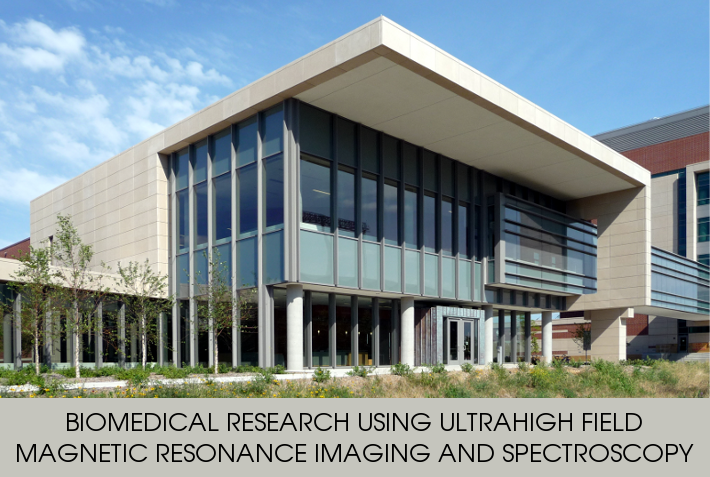 BIOMEDICAL RESEARCH USING ULTRAHIGH FIELD
MAGNETIC RESONANCE IMAGING AND SPECTROSCOPY